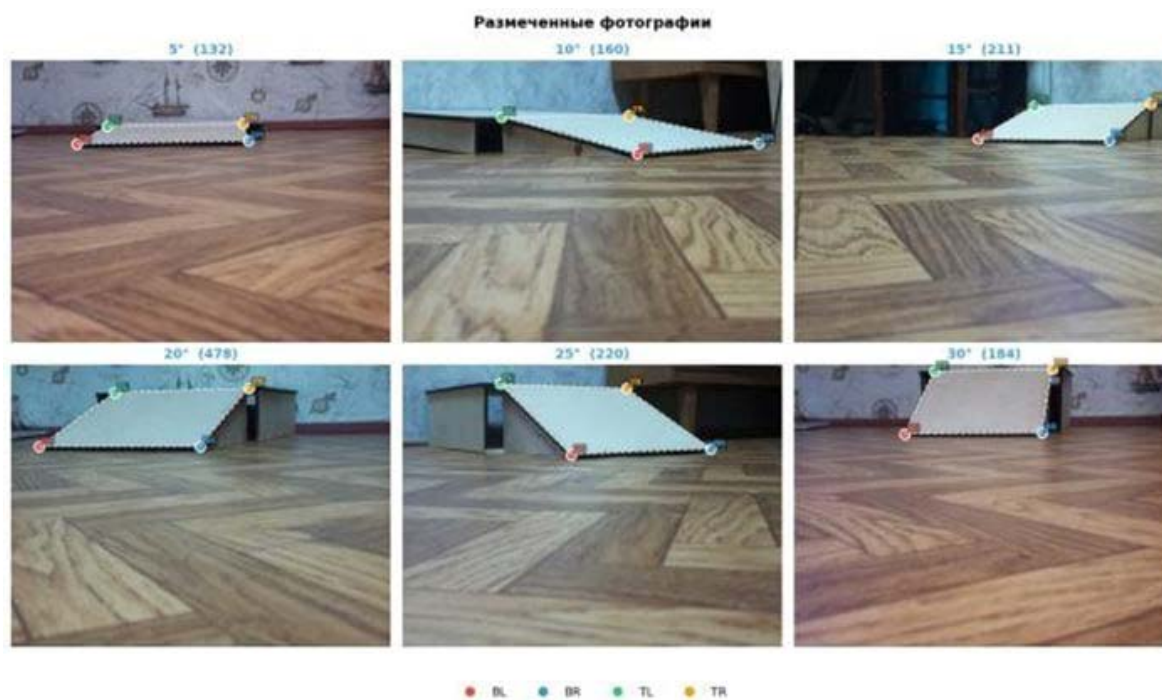 Размеченные фотографии
5° (132) 10° (160) 15° (211)
20° (478) 25° (220) 30° (184)
BL BR TL TR